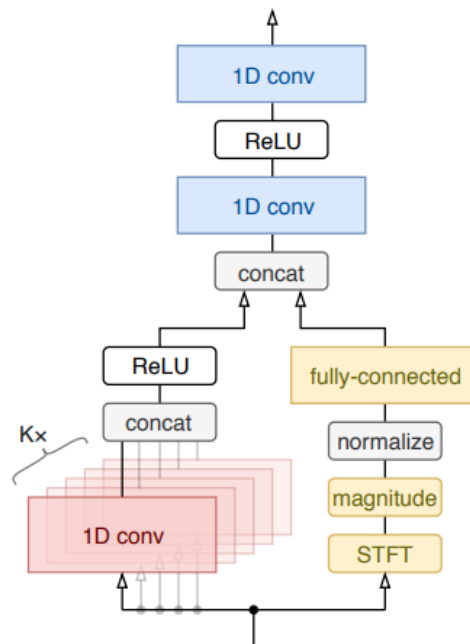 1D conv
ReLU
1D conv
concat
ReLU
fully-connected
concat
normalize
K×
magnitude
1D conv
STFT